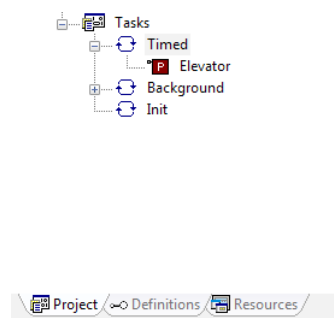 Tasks
Timed
P Elevator
Background
Init
Project Definitions Resources